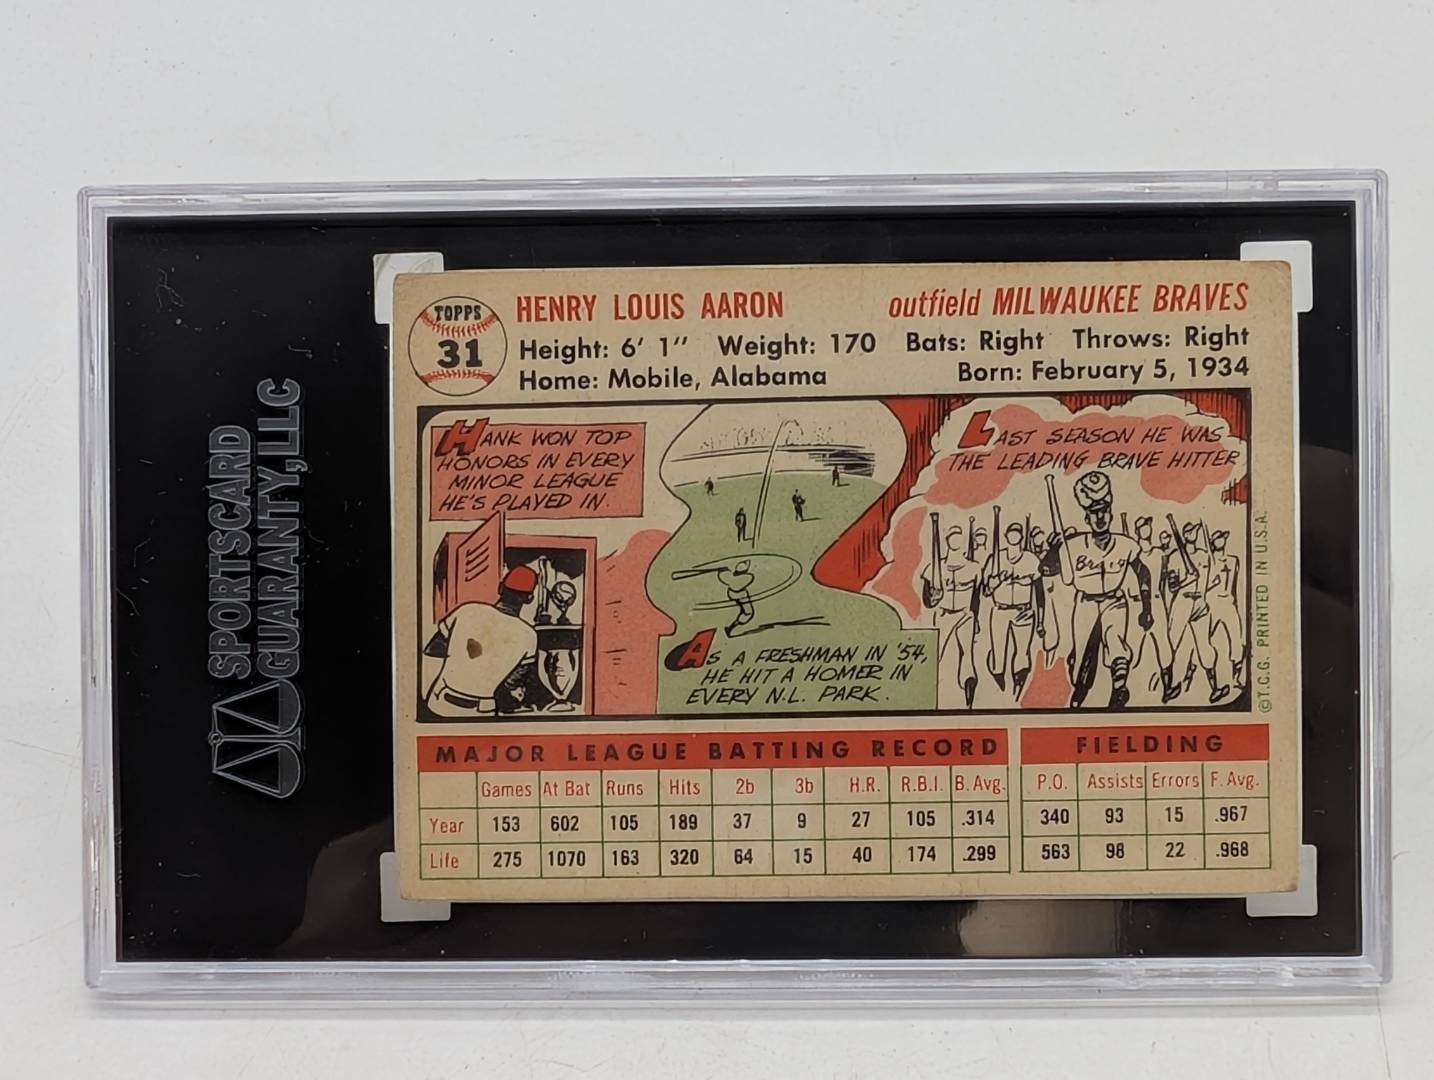 SPORTSCARD
GUARANTY,LLC
TOPPS
31
HENRY LOUIS AARON
outfield MILWAUKEE BRAVES
Height: 6' 1" Weight: 170 Bats: Right Throws: Right
Home: Mobile, Alabama Born: February 5, 1934
HANK WON TOP
HONORS IN EVERY
MINOR LEAGUE
HE'S PLAYED IN.
AS A FRESHMAN IN '54,
HE HIT A HOMER IN
EVERY N.L. PARK.
LAST SEASON HE WAS
THE LEADING BRAVE HITTER
Braves
©T.C.G. PRINTED IN U.S.A.
MAJOR LEAGUE BATTING RECORD
Games At Bat Runs Hits 2b 3b H.R. R.B.I. B. Avg.
Year 153 602 105 189 37 9 27 105 .314
Life 275 1070 163 320 64 15 40 174 .299
FIELDING
P.O. Assists Errors F. Avg.
340 93 15 .967
563 98 22 .968